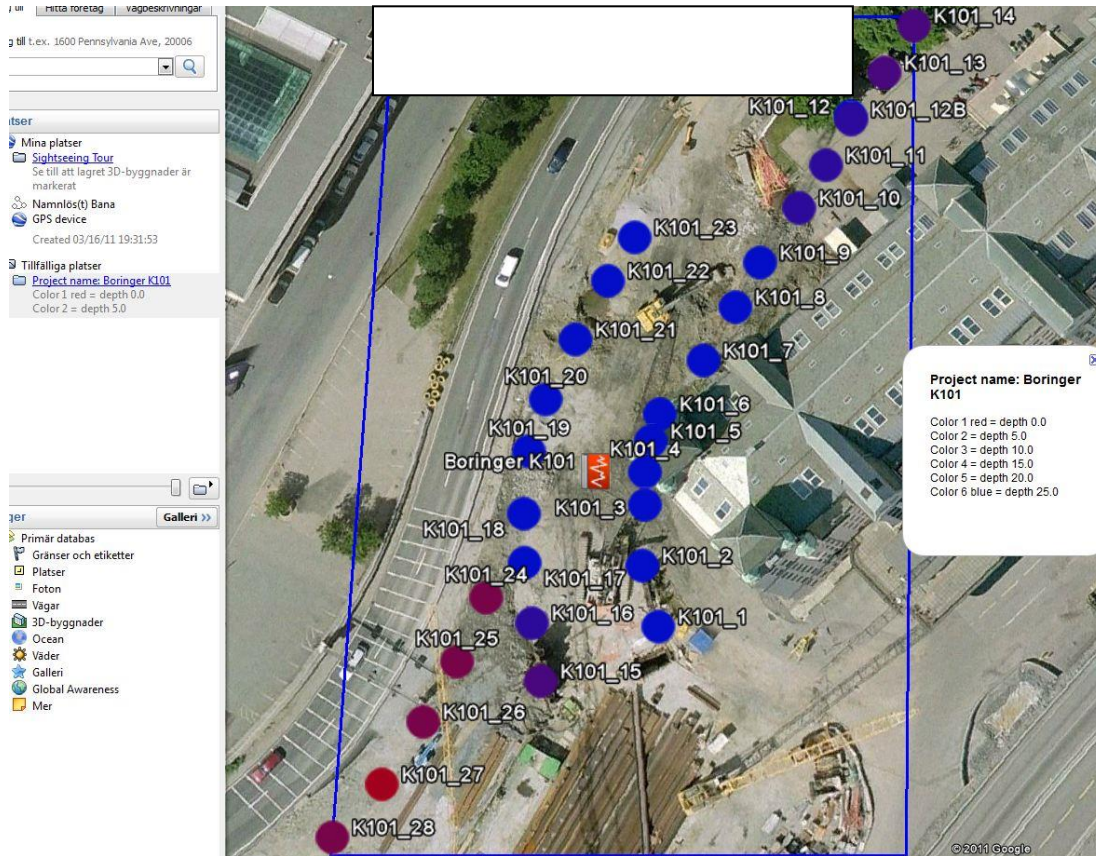 Hitta företag
Vägbeskrivningar
till t.ex. 1600 Pennsylvania Ave, 20006
Mina platser
Sightseeing Tour
Se till att lagret 3D-byggnader är
markerat
Namnlös(t) Bana
GPS device
Created 03/16/11 19:31:53
Tillfälliga platser
Project name: Boringer K101
Color 1 red = depth 0.0
Color 2 = depth 5.0
Galleri >>
Primär databas
Gränser och etiketter
Platser
Foton
Vägar
3D-byggnader
Ocean
Väder
Galleri
Global Awareness
Mer
K101_14
K101_13
K101_12
K101_12B
K101_11
K101_10
K101_23
K101_9
K101_22
K101_8
K101_21
K101_7
K101_20
K101_6
K101_19
K101_5
K101_4
Boringer K101
K101_3
K101_18
K101_2
K101_24
K101_17
K101_16
K101_1
K101_25
K101_15
K101_26
K101_27
K101_28
Project name: Boringer
K101
Color 1 red = depth 0.0
Color 2 = depth 5.0
Color 3 = depth 10.0
Color 4 = depth 15.0
Color 5 = depth 20.0
Color 6 blue = depth 25.0
© 2011 Google